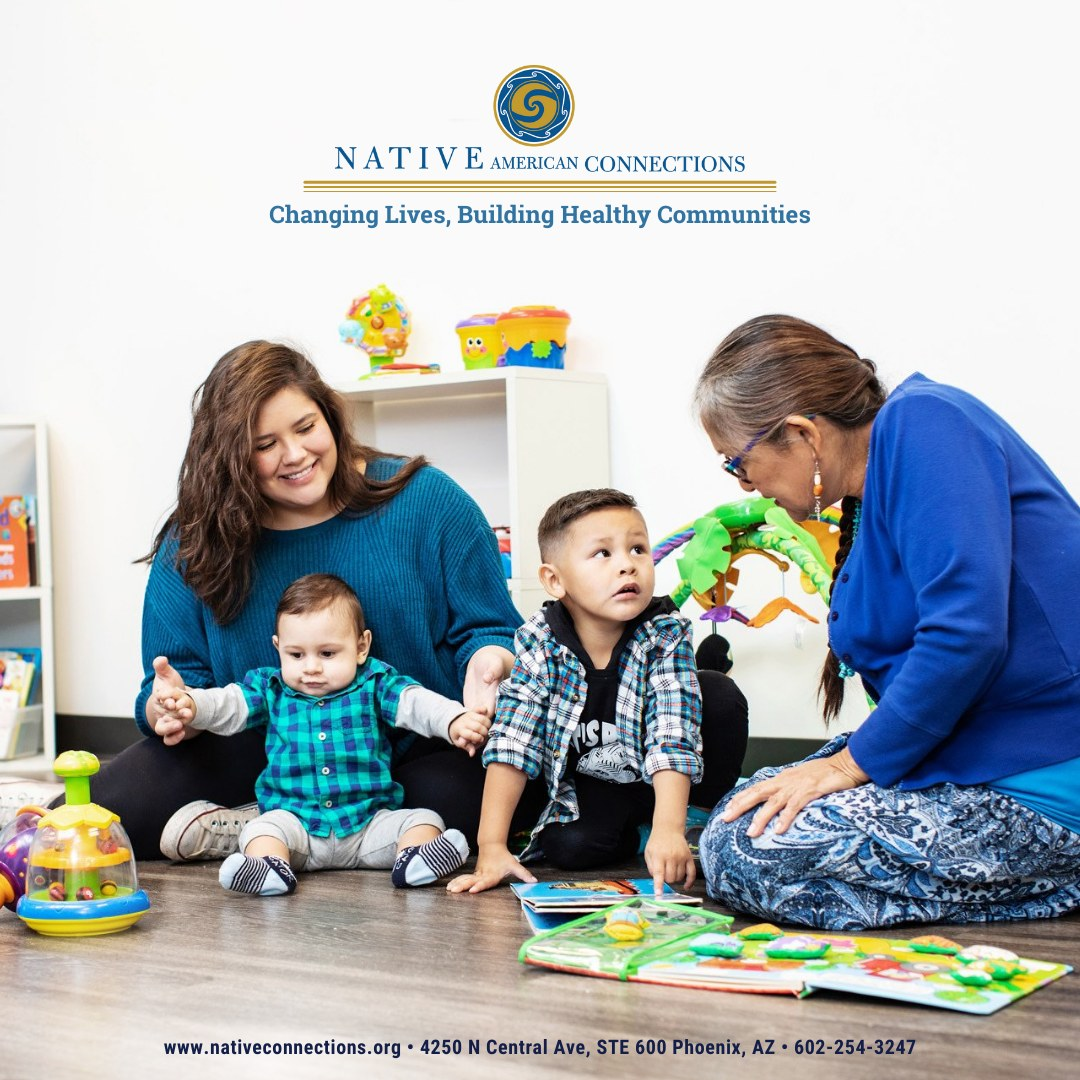 NATIVE AMERICAN CONNECTIONS
Changing Lives, Building Healthy Communities
www.nativeconnections.org • 4250 N Central Ave, STE 600 Phoenix, AZ • 602-254-3247